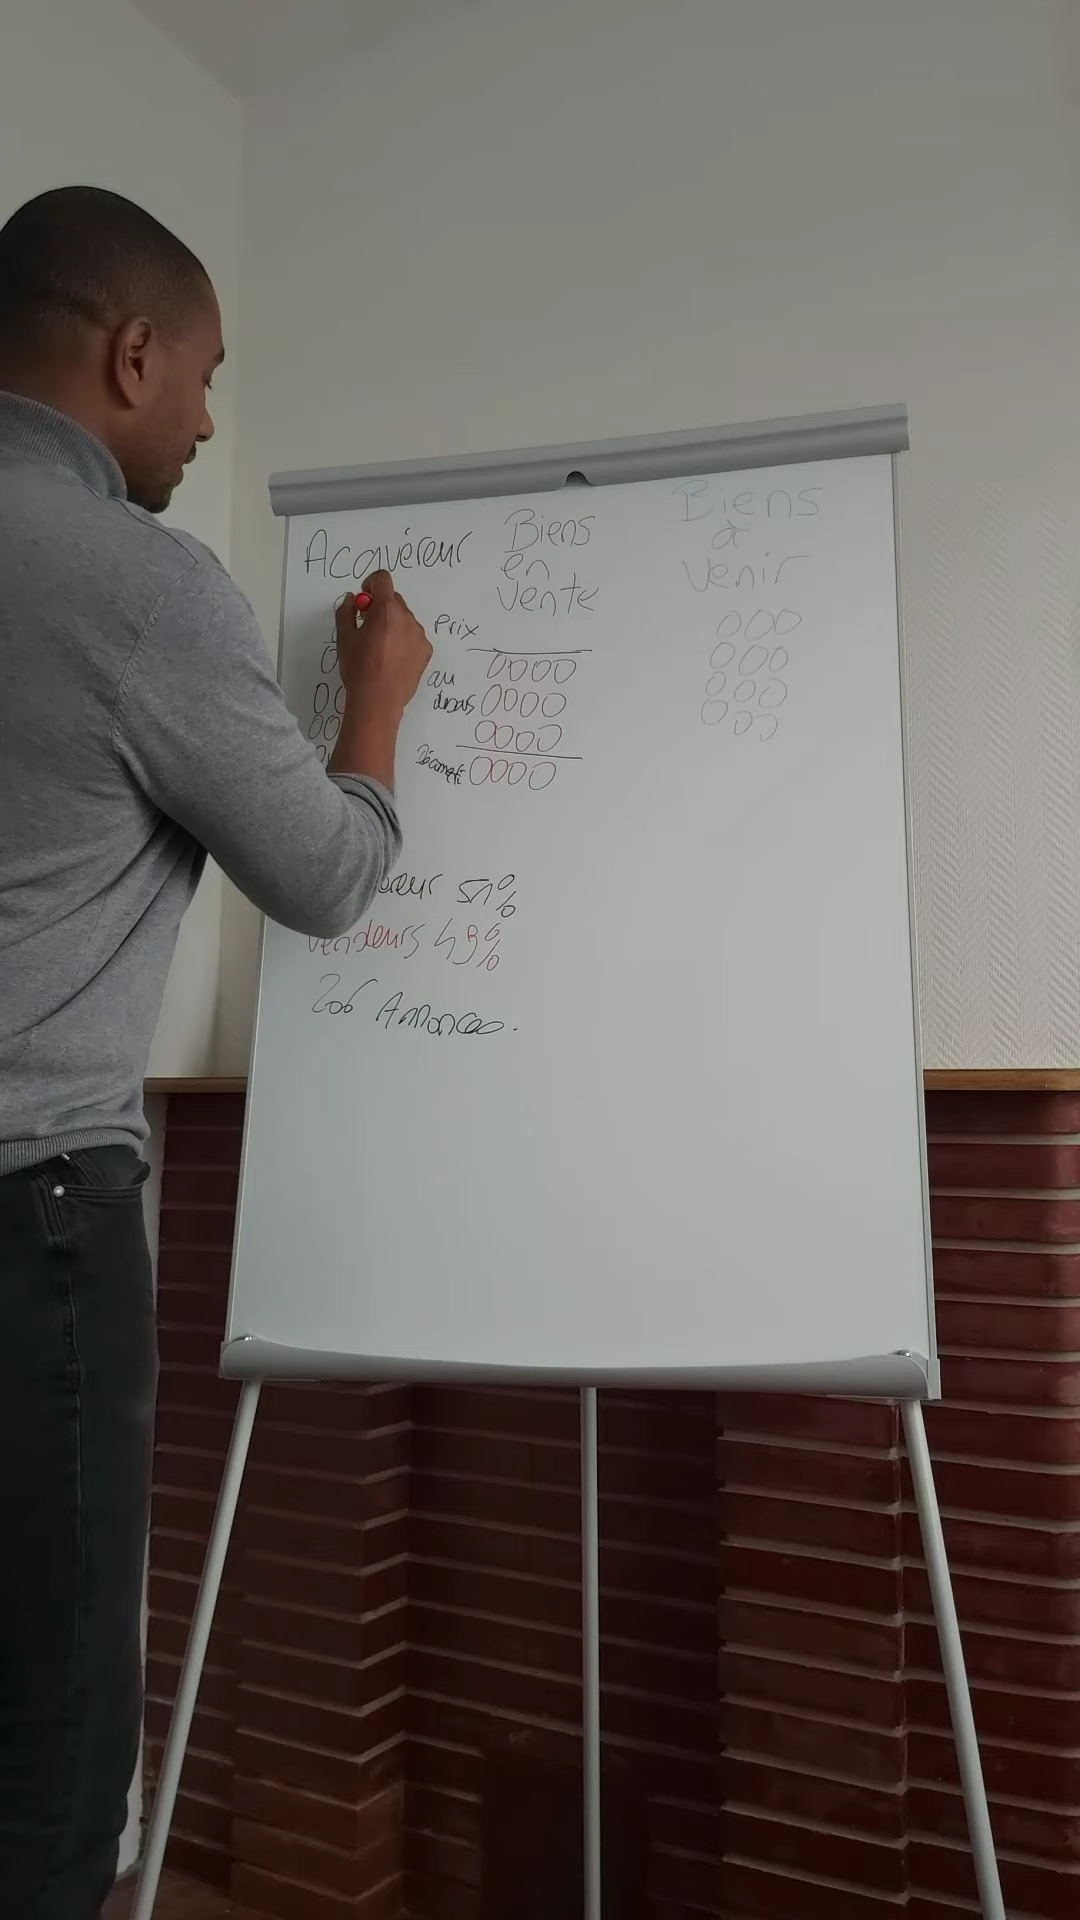 Acquéreur
Biens
en
vente
Biens
à
venir
Prix
0000
au
dessus
0000
0000
0000
000
000
000
000
51%
Vendeurs 49%
206 Annonces.